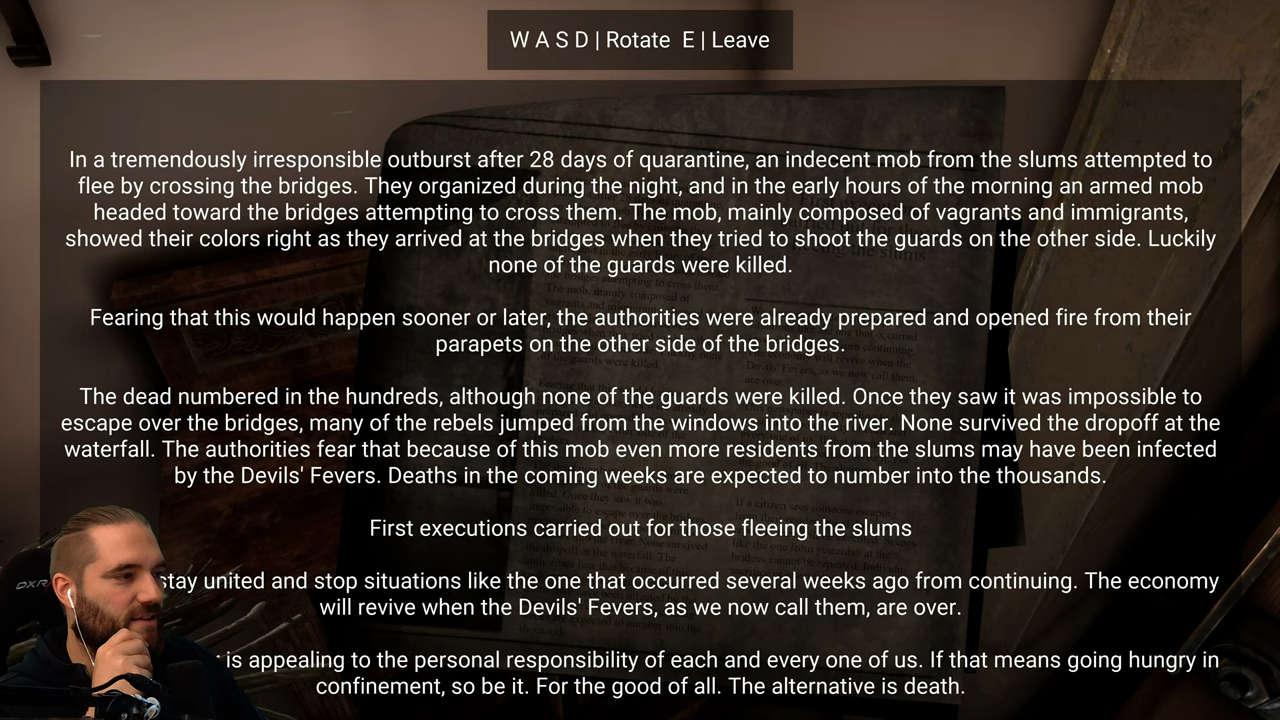 W A S D | Rotate E | Leave
In a tremendously irresponsible outburst after 28 days of quarantine, an indecent mob from the slums attempted to
flee by crossing the bridges. They organized during the night, and in the early hours of the morning an armed mob
headed toward the bridges attempting to cross them. The mob, mainly composed of vagrants and immigrants,
showed their colors right as they arrived at the bridges when they tried to shoot the guards on the other side. Luckily
none of the guards were killed.
Fearing that this would happen sooner or later, the authorities were already prepared and opened fire from their
parapets on the other side of the bridges.
The dead numbered in the hundreds, although none of the guards were killed. Once they saw it was impossible to
escape over the bridges, many of the rebels jumped from the windows into the river. None survived the dropoff at the
waterfall. The authorities fear that because of this mob even more residents from the slums may have been infected
by the Devils' Fevers. Deaths in the coming weeks are expected to number into the thousands.
First executions carried out for those fleeing the slums
stay united and stop situations like the one that occurred several weeks ago from continuing. The economy
will revive when the Devils' Fevers, as we now call them, are over.
is appealing to the personal responsibility of each and every one of us. If that means going hungry in
confinement, so be it. For the good of all. The alternative is death.
DXR